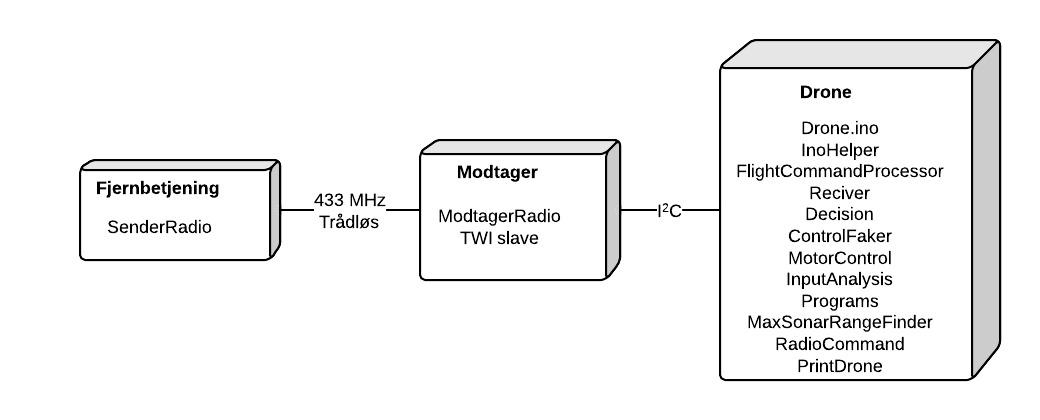 Fjernbetjening
SenderRadio
433 MHz
Trådløs
Modtager
ModtagerRadio
TWI slave
I²C
Drone
Drone.ino
InoHelper
FlightCommandProcessor
Reciver
Decision
ControlFaker
MotorControl
InputAnalysis
Programs
MaxSonarRangeFinder
RadioCommand
PrintDrone